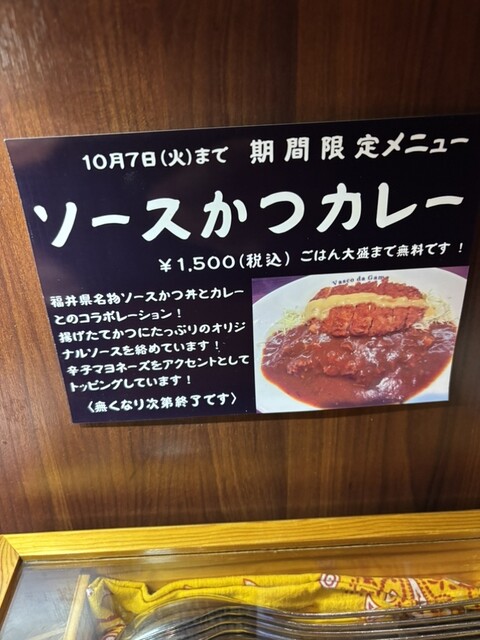 10月7日(火)まで 期間限定メニュー
ソースかつカレー
￥1,500(税込) ごはん大盛まで無料です！
福井県名物ソースかつ丼とカレー
とのコラボレーション！
揚げたてかつにたっぷりのオリジ
ナルソースを絡めています！
辛子マヨネーズをアクセントとして
トッピングしています！
〈無くなり次第終了です〉
Vasco da Gama